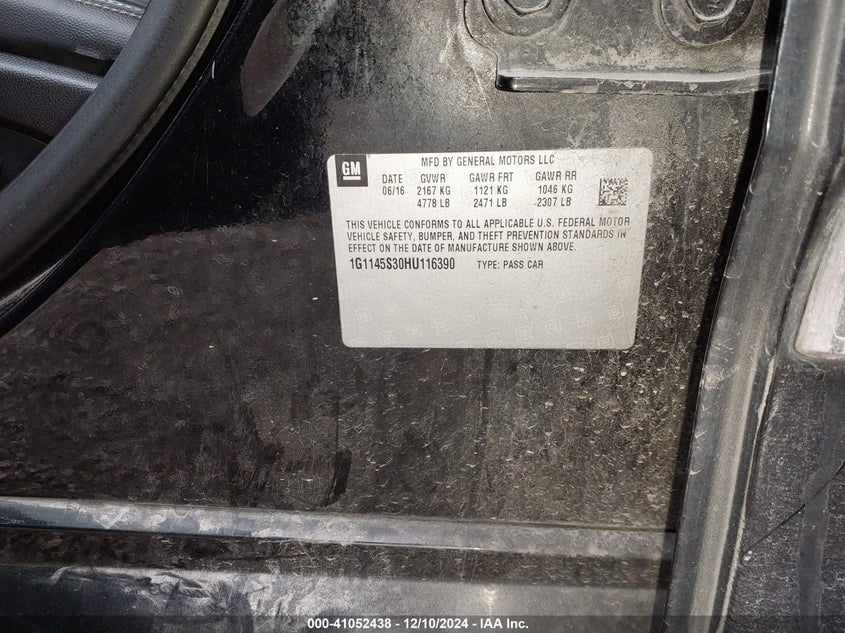 GM
MFD BY GENERAL MOTORS LLC
DATE GVWR GAWR FRT GAWR RR
06/16 2167 KG 1121 KG 1046 KG
4778 LB 2471 LB 2307 LB
THIS VEHICLE CONFORMS TO ALL APPLICABLE U.S. FEDERAL MOTOR
VEHICLE SAFETY, BUMPER, AND THEFT PREVENTION STANDARDS IN
EFFECT ON THE DATE OF MANUFACTURE SHOWN ABOVE.
1G1145S30HU116390 TYPE: PASS CAR
000-41052438 - 12/10/2024 - IAA Inc.